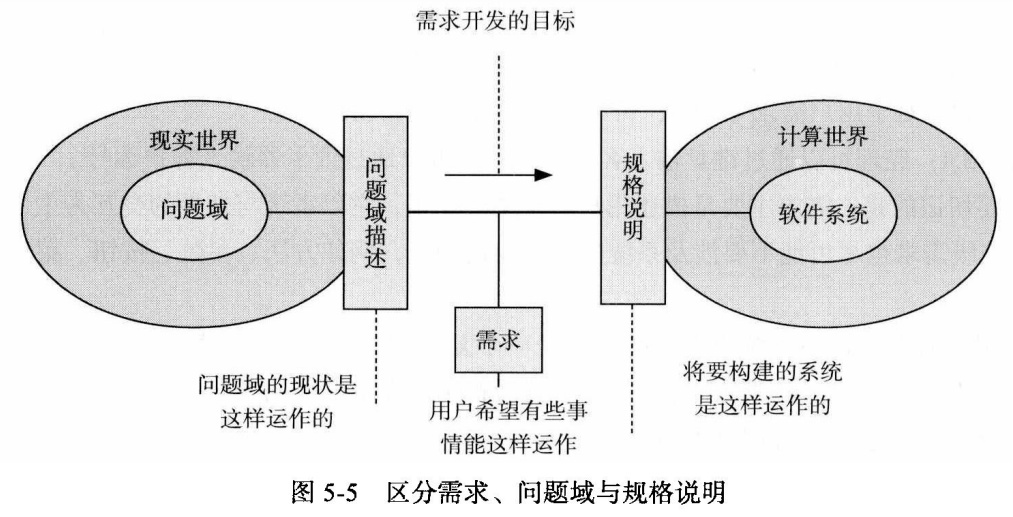 需求开发的目标
现实世界
问题域
问题域描述
规格说明
计算世界
软件系统
需求
问题域的现状是
这样运作的
用户希望有些事
情能这样运作
将要构建的系统
是这样运作的
图 5-5 区分需求、问题域与规格说明